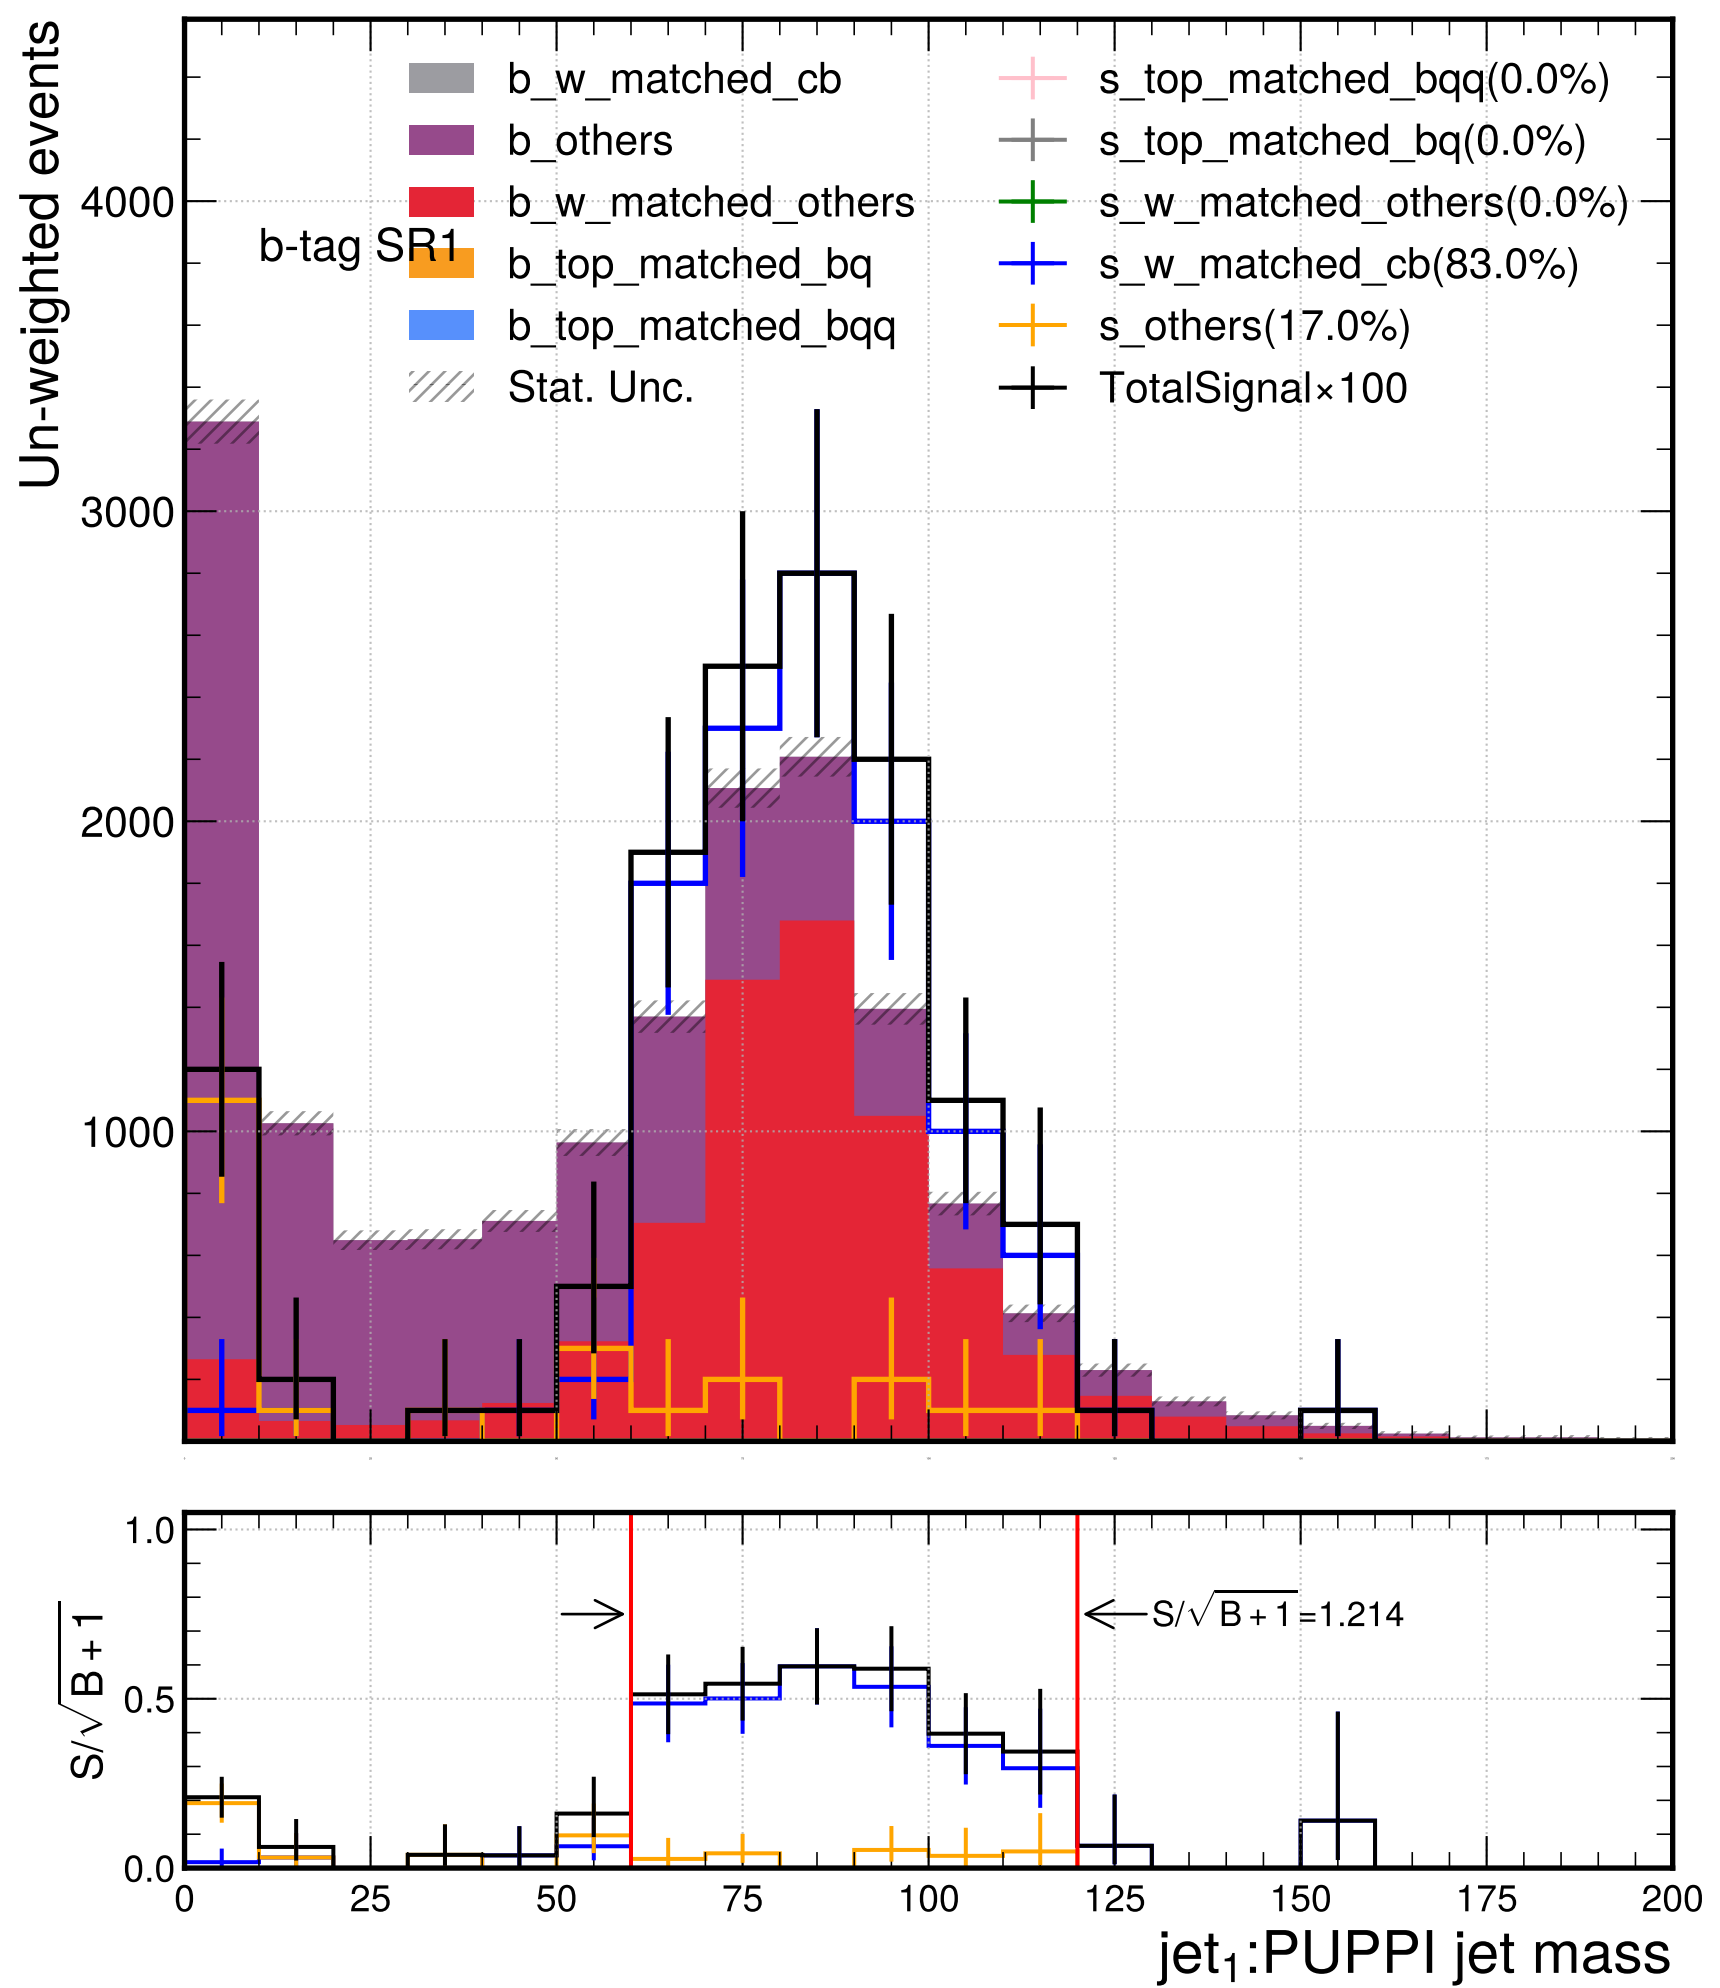 Un-weighted events
4000
3000
2000
1000
b-tag SR1
b_w_matched_cb
b_others
b_w_matched_others
b_top_matched_bq
b_top_matched_bqq
Stat. Unc.
s_top_matched_bqq(0.0%)
s_top_matched_bq(0.0%)
s_w_matched_others(0.0%)
s_w_matched_cb(83.0%)
s_others(17.0%)
TotalSignal×100
S/√B + 1
1.0
0.5
0.0
S/√B + 1=1.214
0 25 50 75 100 125 150 175 200
jet₁:PUPPI jet mass